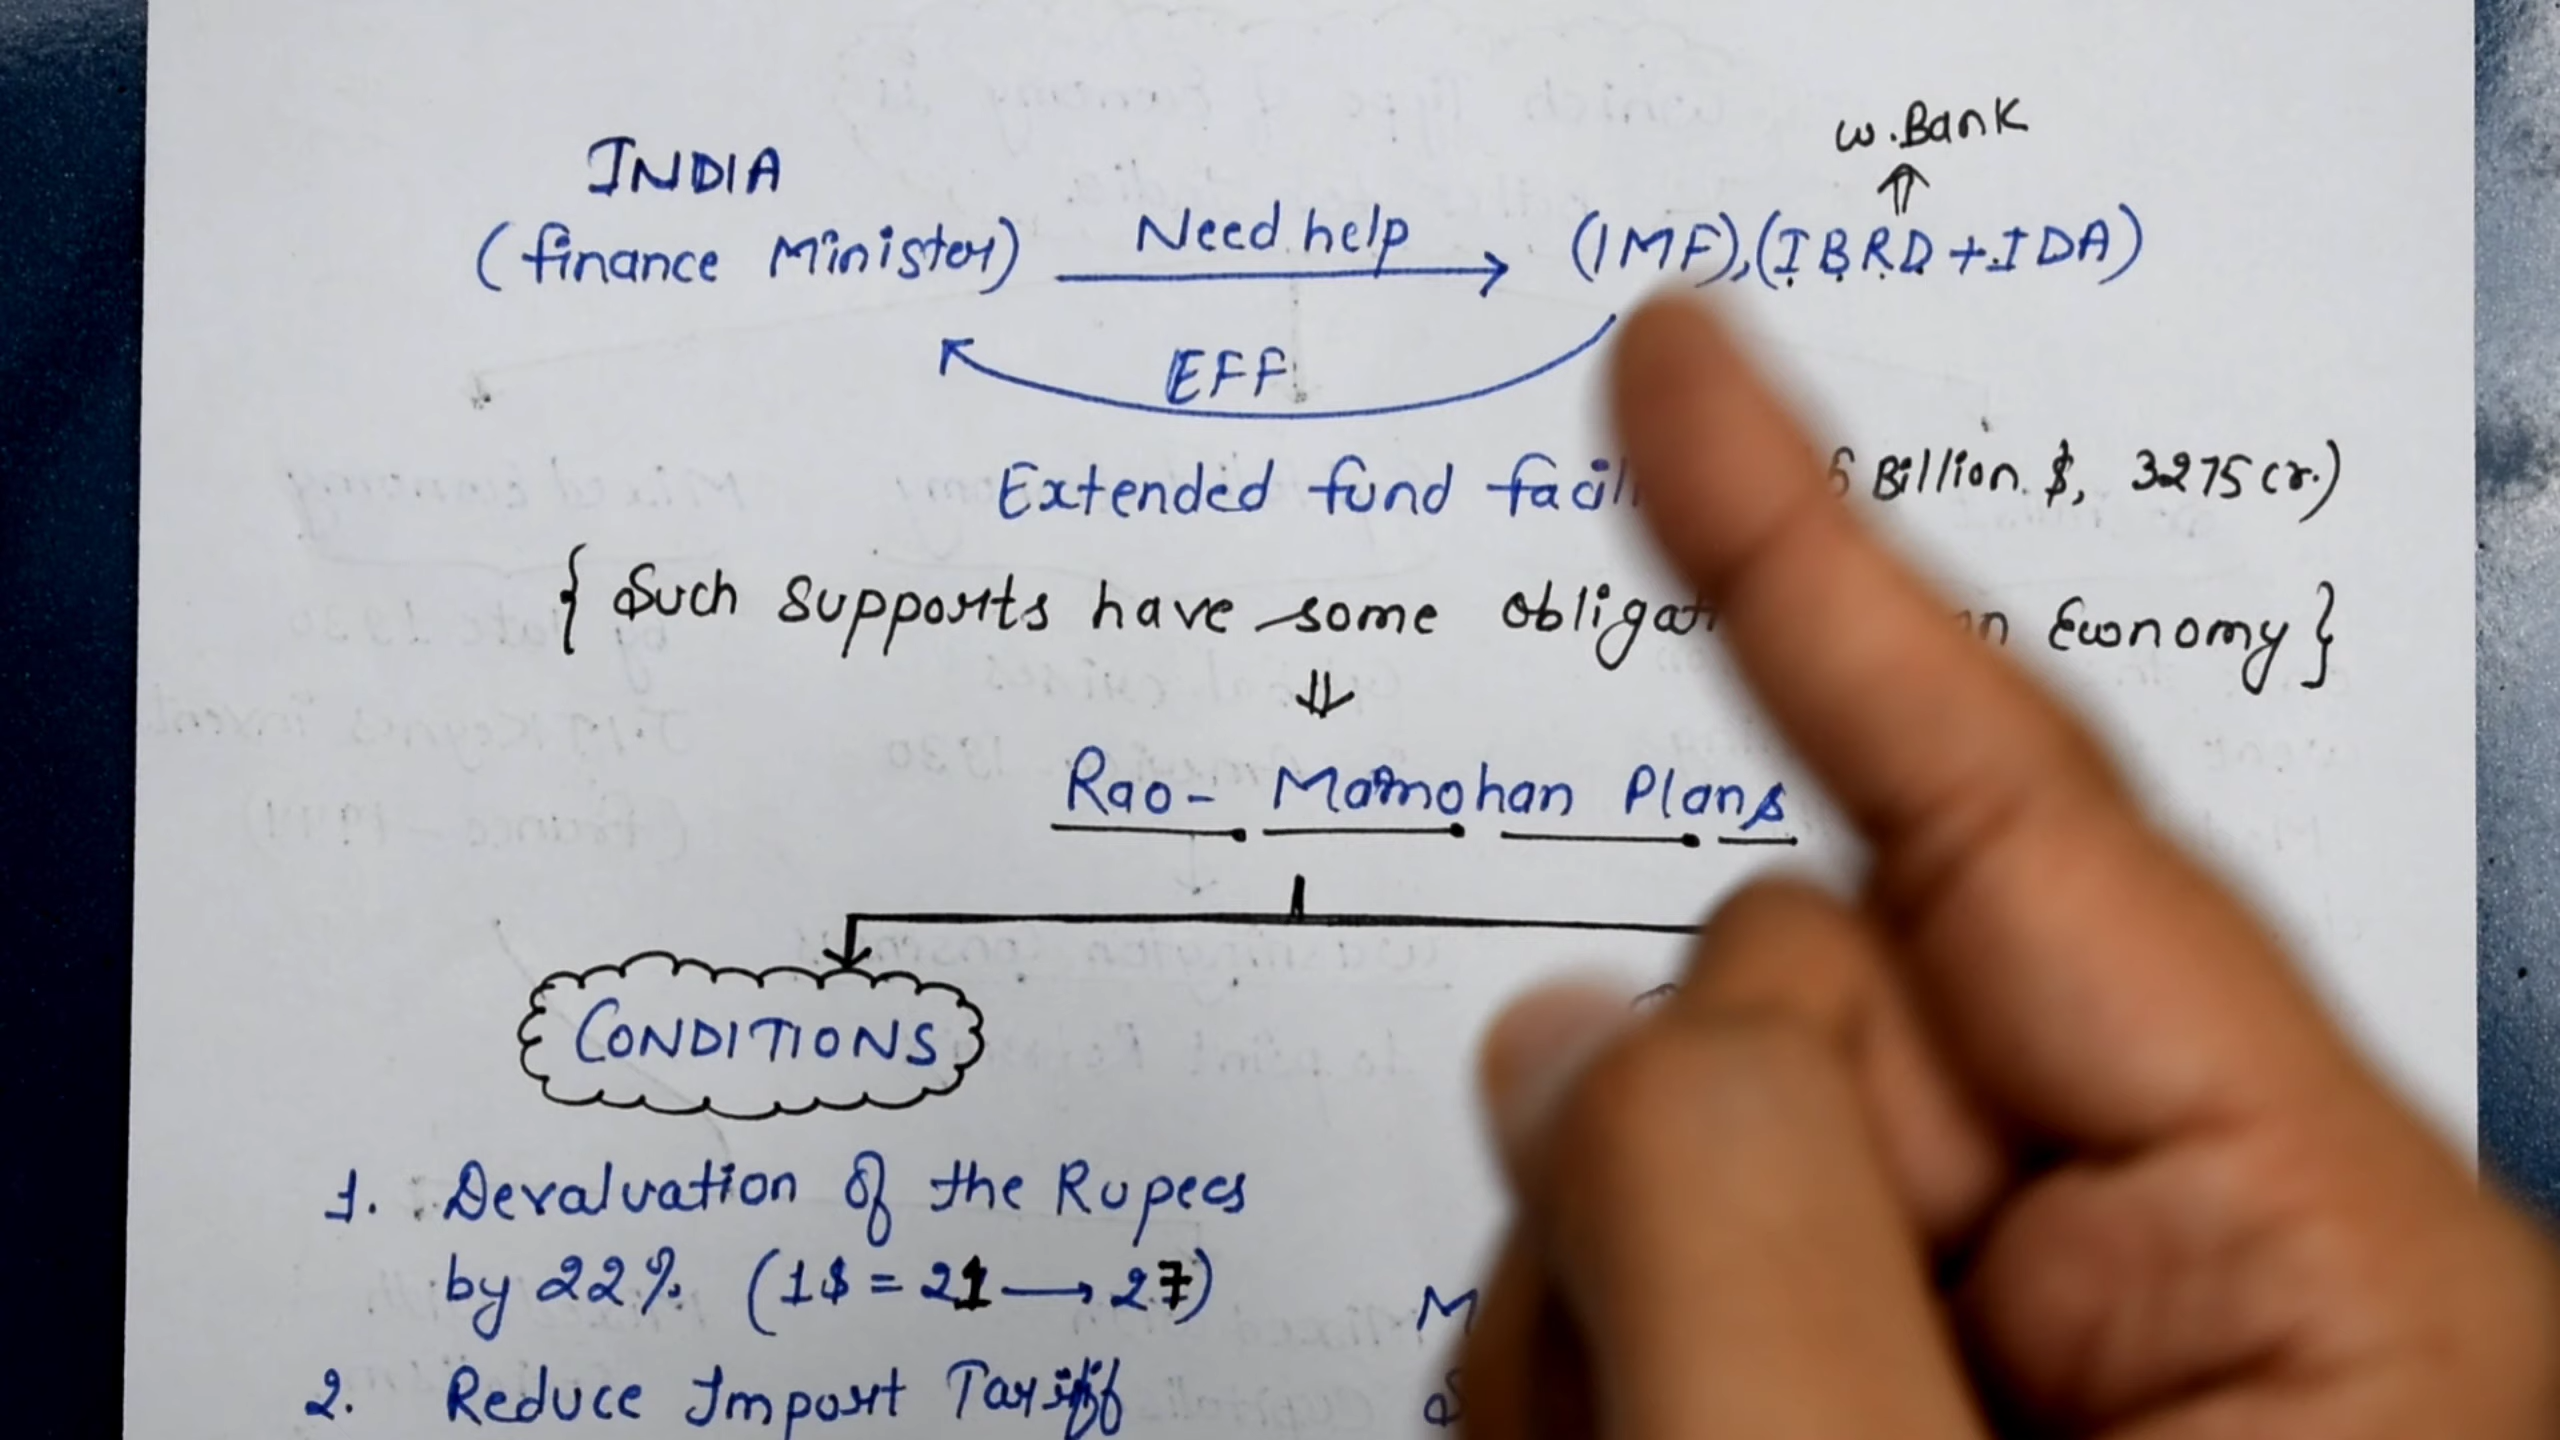 W. Bank
INDIA
(finance Minister) Need help (IMF), (IBRD + IDA)
EFF
Extended fund Billion $, 3275 cr.)
{ Such supports have some Economy }
Rao - Manmohan Plans
CONDITIONS
1. Devaluation of the Rupees
by 22%. (1$ = 21 → 27)
2. Reduce Import Tariff